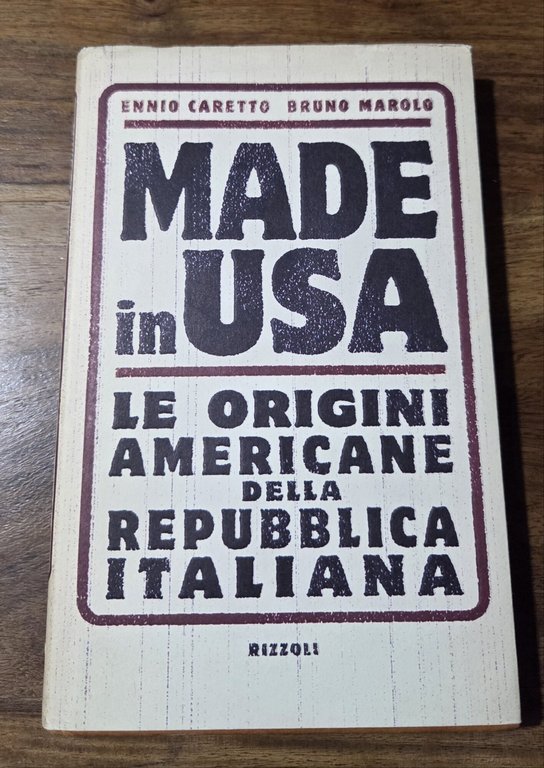 ENNIO CARETTO BRUNO MAROLO
MADE
in USA
LE ORIGINI
AMERICANE
DELLA
REPUBBLICA
ITALIANA
RIZZOLI